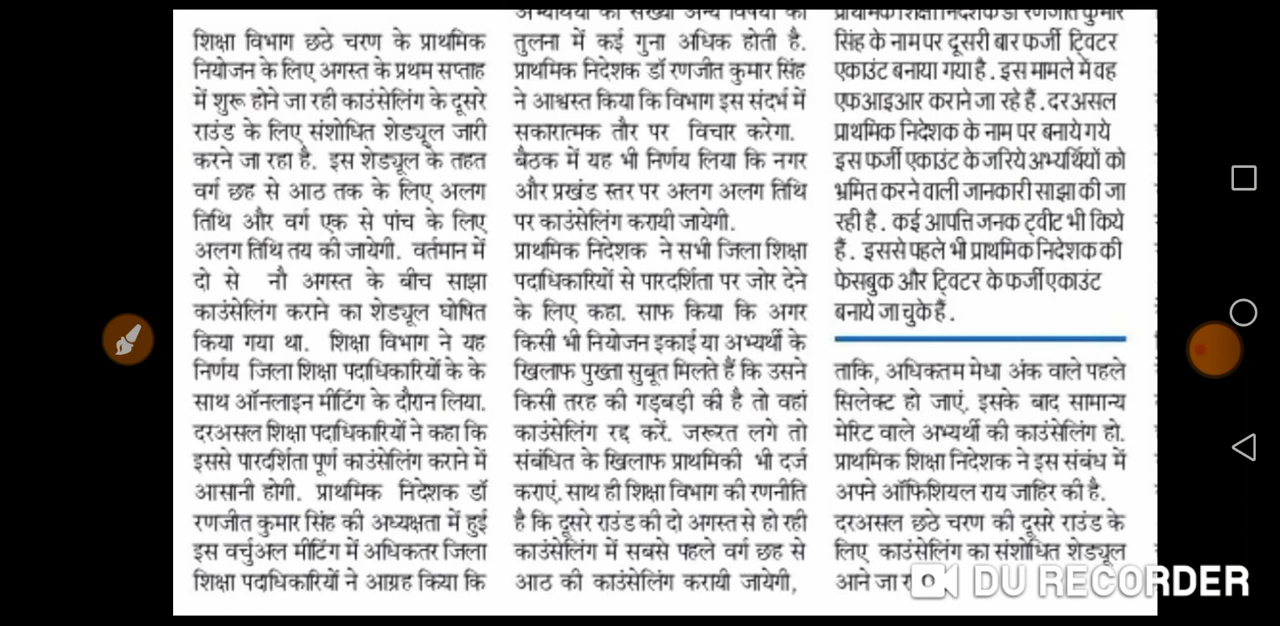 शिक्षा विभाग छठे चरण के प्राथमिक
नियोजन के लिए अगस्त के प्रथम सप्ताह
में शुरू होने जा रही काउंसेलिंग के दूसरे
राउंड के लिए संशोधित शेड्यूल जारी
करने जा रहा है. इस शेड्यूल के तहत
वर्ग छह से आठ तक के लिए अलग
तिथि और वर्ग एक से पांच के लिए
अलग तिथि तय की जायेगी. वर्तमान में
दो से नौ अगस्त के बीच साझा
काउंसेलिंग कराने का शेड्यूल घोषित
किया गया था. शिक्षा विभाग ने यह
निर्णय जिला शिक्षा पदाधिकारियों के के
साथ ऑनलाइन मीटिंग के दौरान लिया.
दरअसल शिक्षा पदाधिकारियों ने कहा कि
इससे पारदर्शिता पूर्ण काउंसेलिंग कराने में
आसानी होगी. प्राथमिक निदेशक डॉ
रणजीत कुमार सिंह की अध्यक्षता में हुई
इस वर्चुअल मीटिंग में अधिकतर जिला
शिक्षा पदाधिकारियों ने आग्रह किया कि
अभ्यर्थियों की संख्या अन्य विषयों की
तुलना में कई गुना अधिक होती है.
प्राथमिक निदेशक डॉ रणजीत कुमार सिंह
ने आश्वस्त किया कि विभाग इस संदर्भ में
सकारात्मक तौर पर विचार करेगा.
बैठक में यह भी निर्णय लिया कि नगर
और प्रखंड स्तर पर अलग अलग तिथि
पर काउंसेलिंग करायी जायेगी.
प्राथमिक निदेशक ने सभी जिला शिक्षा
पदाधिकारियों से पारदर्शिता पर जोर देने
के लिए कहा. साफ किया कि अगर
किसी भी नियोजन इकाई या अभ्यर्थी के
खिलाफ पुख्ता सुबूत मिलते हैं कि उसने
किसी तरह की गड़बड़ी की है तो वहां
काउंसेलिंग रद्द करें. जरूरत लगे तो
संबंधित के खिलाफ प्राथमिकी भी दर्ज
कराएं. साथ ही शिक्षा विभाग की रणनीति
है कि दूसरे राउंड की दो अगस्त से हो रही
काउंसेलिंग में सबसे पहले वर्ग छह से
आठ की काउंसेलिंग करायी जायेगी,
प्राथमिक शिक्षा निदेशक डॉ रणजीत कुमार
सिंह के नाम पर दूसरी बार फर्जी ट्विटर
एकाउंट बनाया गया है. इस मामले में वह
एफआइआर कराने जा रहे हैं. दरअसल
प्राथमिक निदेशक के नाम पर बनाये गये
इस फर्जी एकाउंट के जरिये अभ्यर्थियों को
भ्रमित करने वाली जानकारी साझा की जा
रही है. कई आपत्ति जनक ट्वीट भी किये
हैं. इससे पहले भी प्राथमिक निदेशक की
फेसबुक और ट्विटर के फर्जी एकाउंट
बनाये जा चुके हैं.
ताकि, अधिकतम मेधा अंक वाले पहले
सिलेक्ट हो जाएं. इसके बाद सामान्य
मेरिट वाले अभ्यर्थी की काउंसेलिंग हो.
प्राथमिक शिक्षा निदेशक ने इस संबंध में
अपने ऑफिशियल राय जाहिर की है.
दरअसल छठे चरण की दूसरे राउंड के
लिए काउंसेलिंग का संशोधित शेड्यूल
आने जा
DU RECORDER